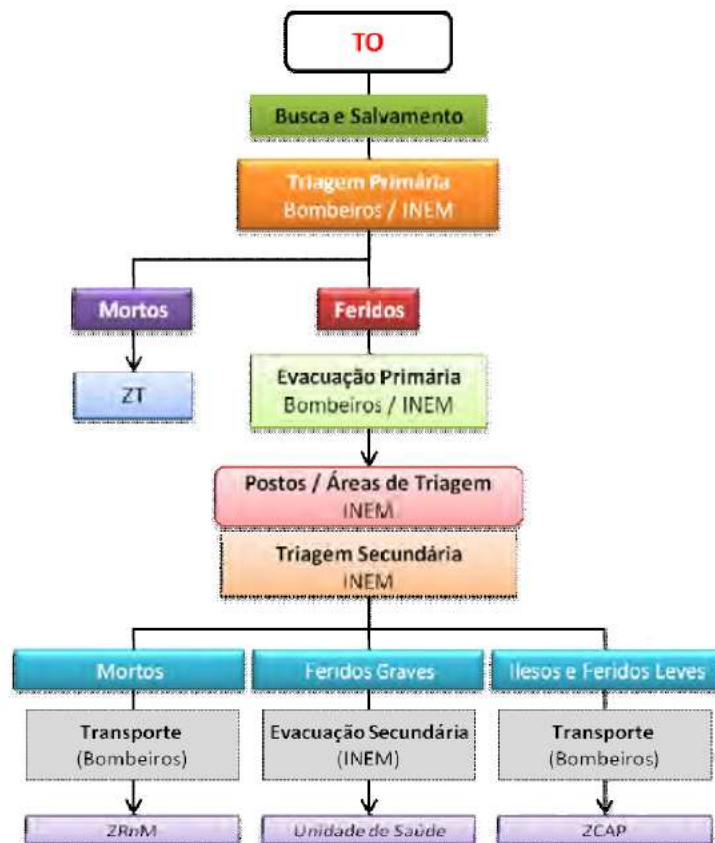 TO
Busca e Salvamento
Triagem Primária
Bombeiros / INEM
Mortos
Feridos
ZT
Evacuação Primária
Bombeiros / INEM
Postos / Áreas de Triagem
INEM
Triagem Secundária
INEM
Mortos
Feridos Graves
Ilesos e Feridos Leves
Transporte
(Bombeiros)
Evacuação Secundária
(INEM)
Transporte
(Bombeiros)
ZRnM
Unidade de Saúde
ZCAP